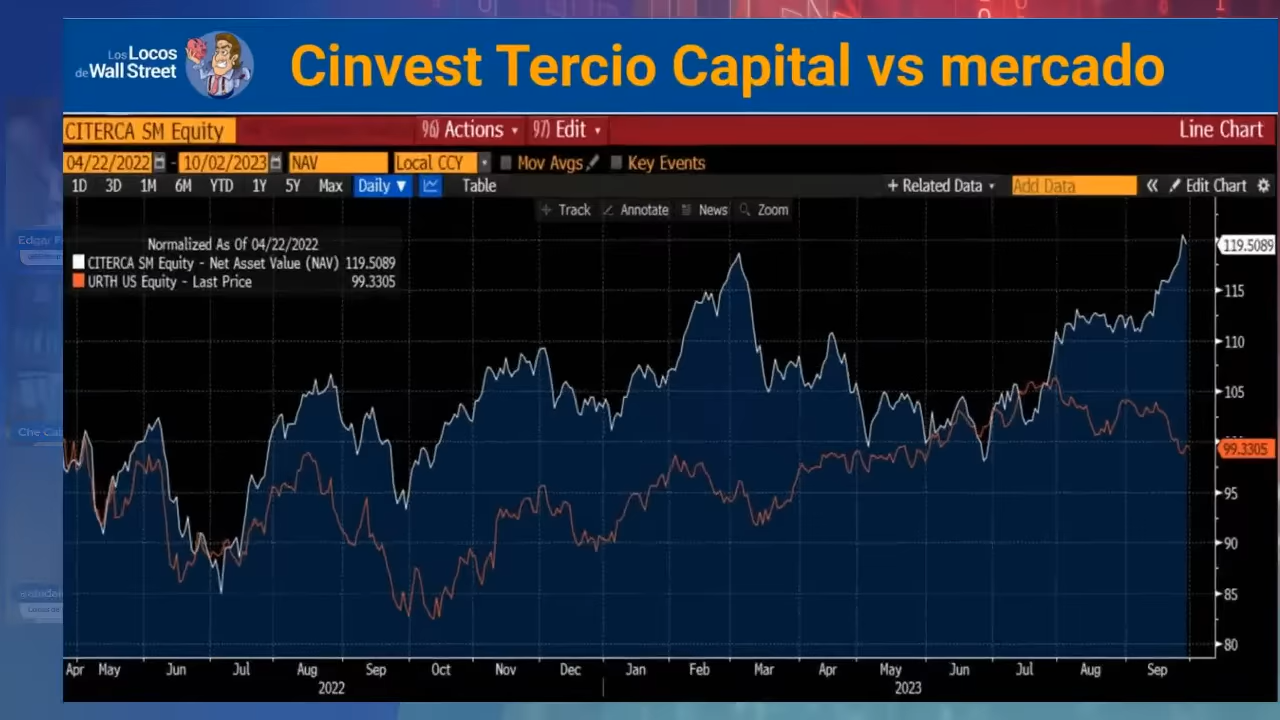 Los Locos
de Wall Street
Cinvest Tercio Capital vs mercado
CITERCA SM Equity
96) Actions
97) Edit
Line Chart
04/22/2022 - 10/02/2023 NAV Local CCY Mov Avgs Key Events
1D 3D 1M 6M YTD 1Y 5Y Max Daily ▼ Table + Related Data Add Data « Edit Chart
Track Annotate News Zoom
Normalized As Of 04/22/2022
CITERCA SM Equity - Net Asset Value (NAV) 119.5089
URTH US Equity - Last Price 99.3305
119.5089
115
110
105
99.3305
95
90
85
80
Apr May Jun Jul Aug Sep Oct Nov Dec Jan Feb Mar Apr May Jun Jul Aug Sep
2022 2023